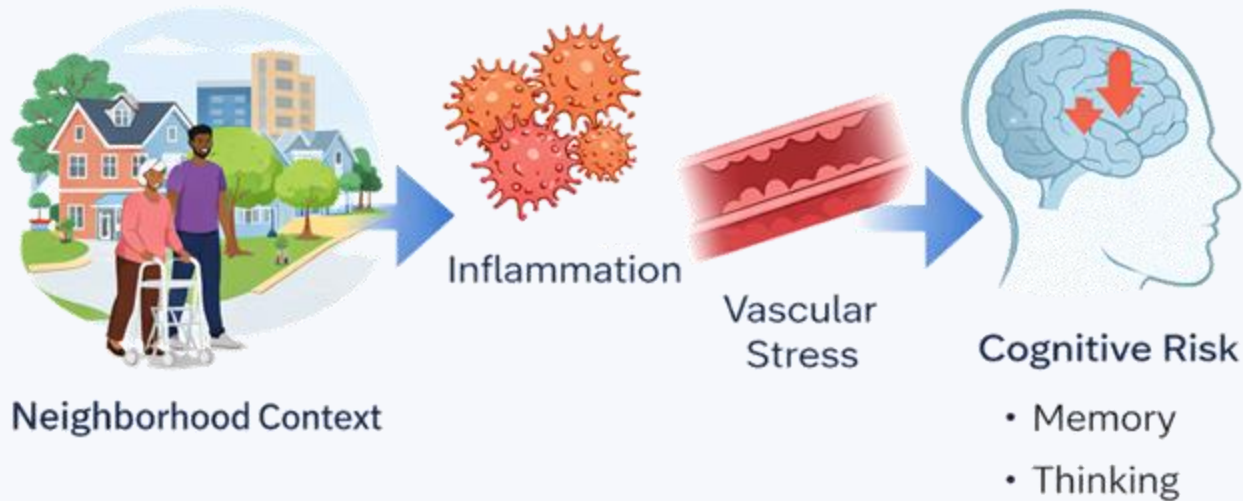 Neighborhood Context
Inflammation
Vascular
Stress
Cognitive Risk
• Memory
• Thinking